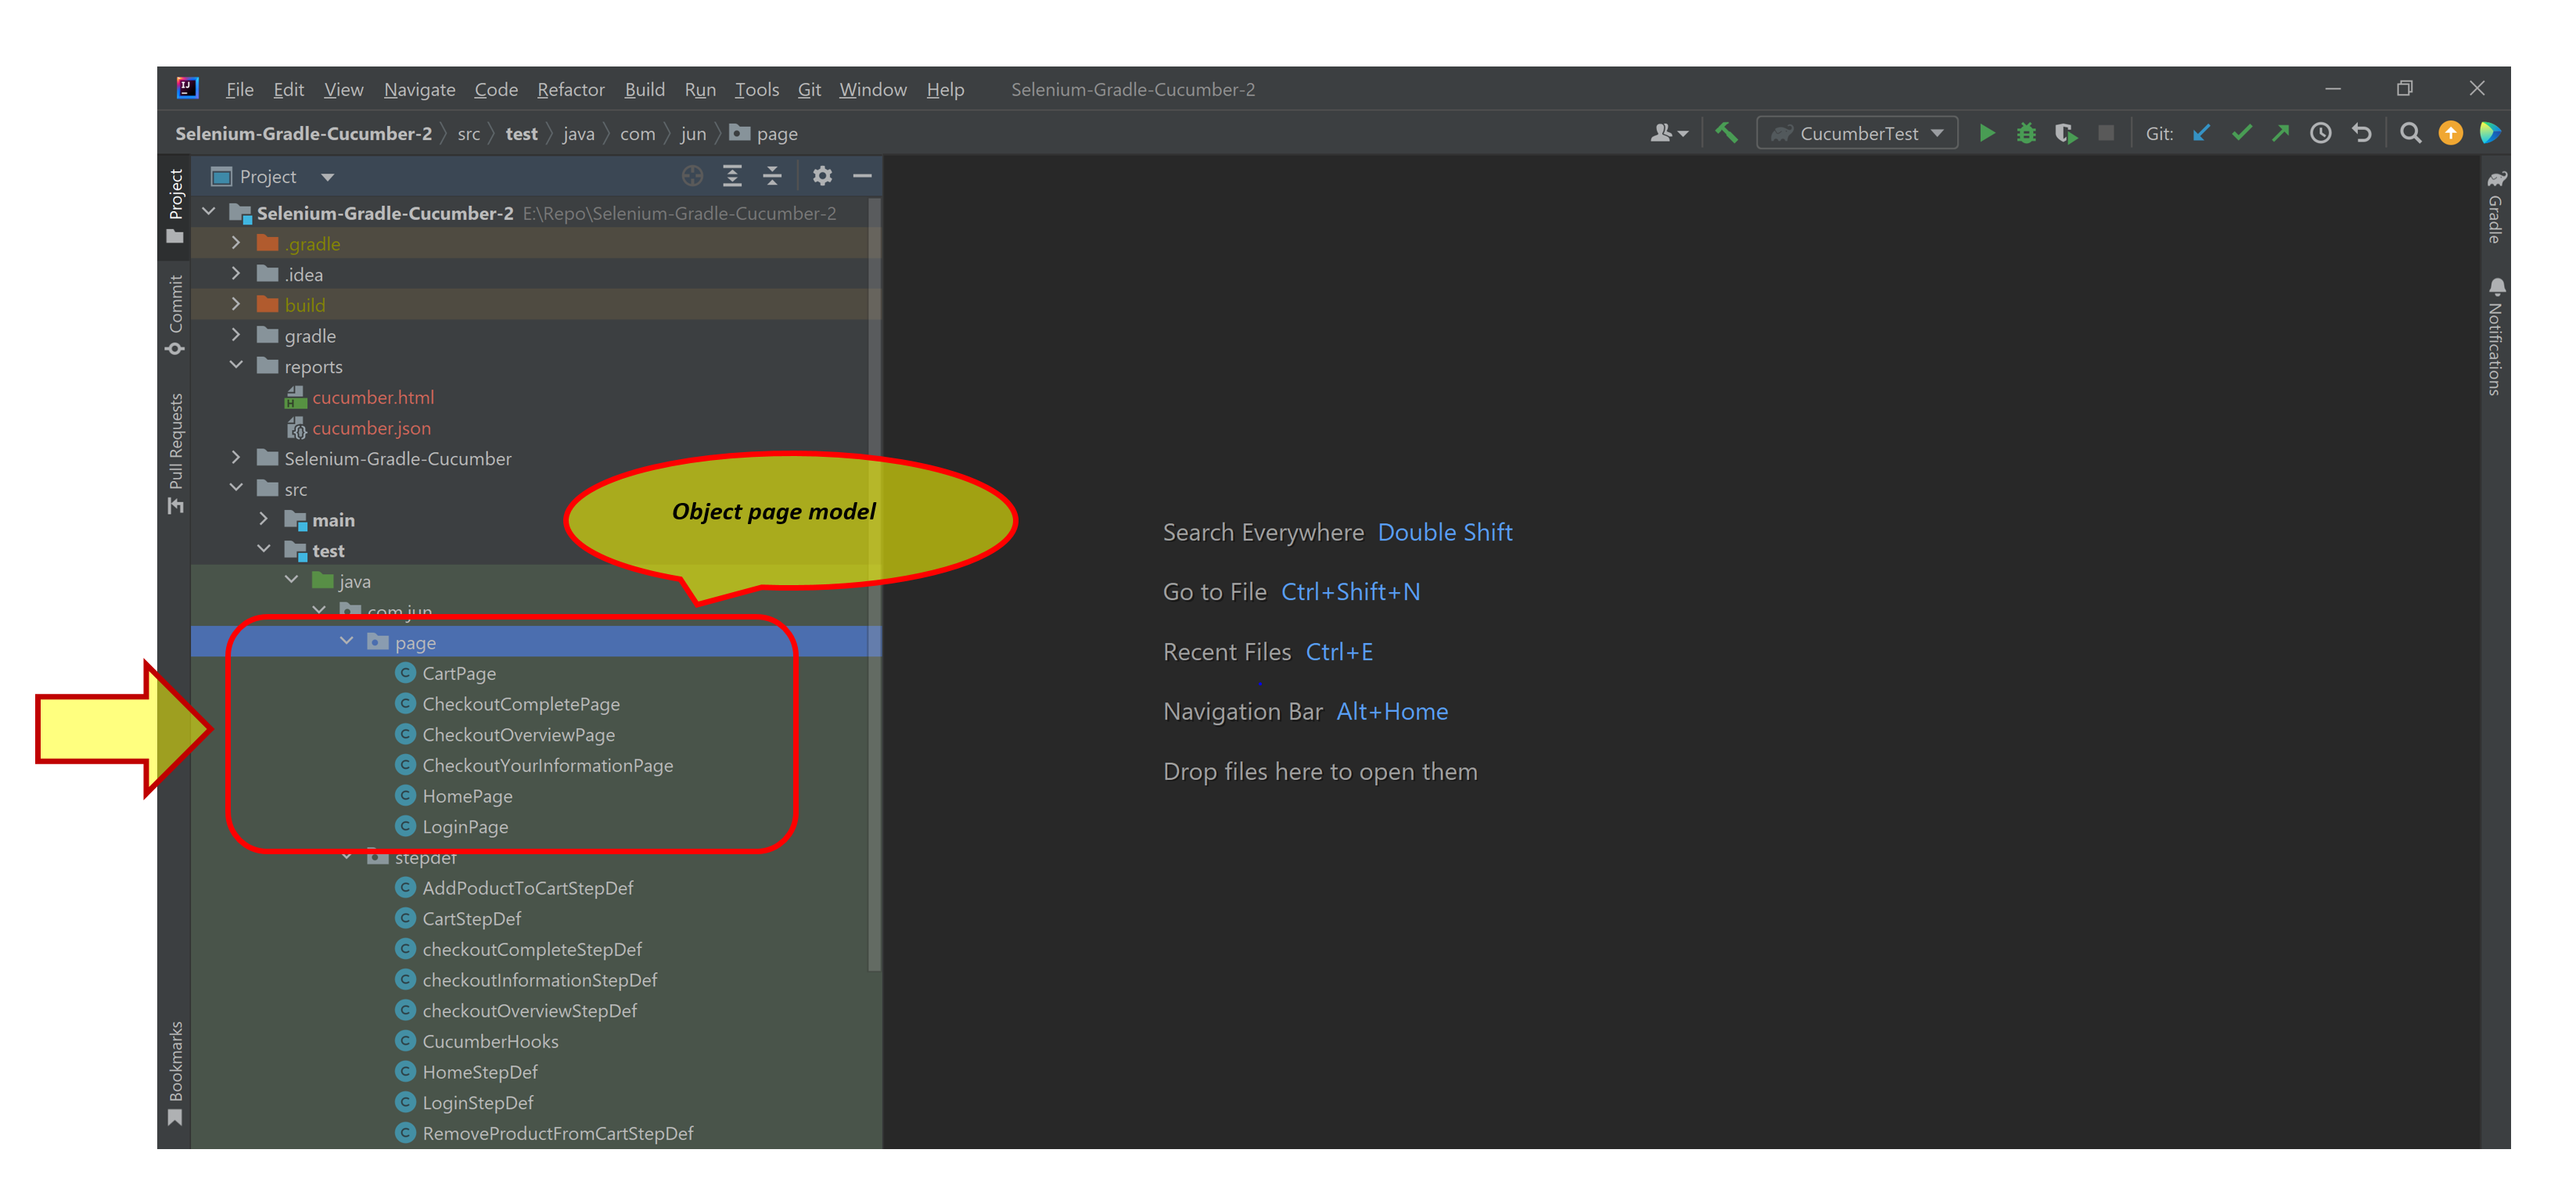 File Edit View Navigate Code Refactor Build Run Tools Git Window Help Selenium-Gradle-Cucumber-2
Selenium-Gradle-Cucumber-2 src test java com jun page CucumberTest Git:
Project
Project
Commit
Pull Requests
Bookmarks
Selenium-Gradle-Cucumber-2 E:\Repo\Selenium-Gradle-Cucumber-2
.gradle
.idea
build
gradle
reports
cucumber.html
cucumber.json
Selenium-Gradle-Cucumber
src
main
test
java
com.jun
page
CartPage
CheckoutCompletePage
CheckoutOverviewPage
CheckoutYourInformationPage
HomePage
LoginPage
stepdef
AddPoductToCartStepDef
CartStepDef
checkoutCompleteStepDef
checkoutInformationStepDef
checkoutOverviewStepDef
CucumberHooks
HomeStepDef
LoginStepDef
RemoveProductFromCartStepDef
Object page model
Search Everywhere Double Shift
Go to File Ctrl+Shift+N
Recent Files Ctrl+E
Navigation Bar Alt+Home
Drop files here to open them
Gradle
Notifications